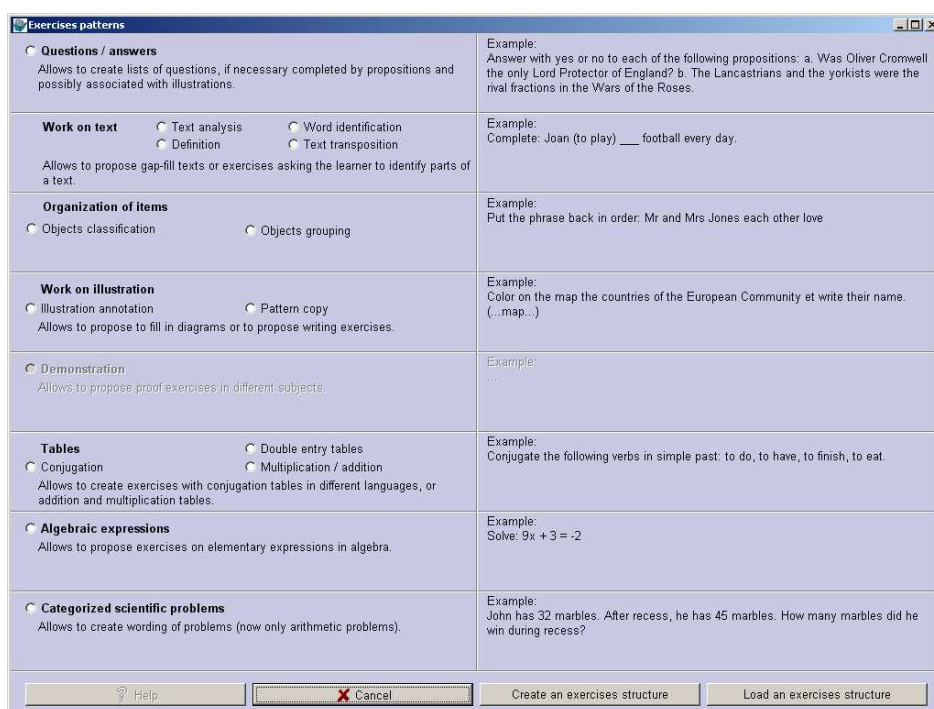 Exercises patterns
Questions / answers
Allows to create lists of questions, if necessary completed by propositions and
possibly associated with illustrations.
Example:
Answer with yes or no to each of the following propositions: a. Was Oliver Cromwell
the only Lord Protector of England? b. The Lancastrians and the yorkists were the
rival fractions in the Wars of the Roses.
Work on text Text analysis Word identification
Definition Text transposition
Allows to propose gap-fill texts or exercises asking the learner to identify parts of
a text.
Example:
Complete: Joan (to play) ___ football every day.
Organization of items
Objects classification Objects grouping
Example:
Put the phrase back in order: Mr and Mrs Jones each other love
Work on illustration
Illustration annotation Pattern copy
Allows to propose to fill in diagrams or to propose writing exercises.
Example:
Color on the map the countries of the European Community et write their name.
(...map...)
Demonstration
Allows to propose proof exercises in different subjects.
Example:
...
Tables Double entry tables
Conjugation Multiplication / addition
Allows to create exercises with conjugation tables in different languages, or
addition and multiplication tables.
Example:
Conjugate the following verbs in simple past: to do, to have, to finish, to eat.
Algebraic expressions
Allows to propose exercises on elementary expressions in algebra.
Example:
Solve: 9x + 3 = -2
Categorized scientific problems
Allows to create wording of problems (now only arithmetic problems).
Example:
John has 32 marbles. After recess, he has 45 marbles. How many marbles did he
win during recess?
Help Cancel Create an exercises structure Load an exercises structure